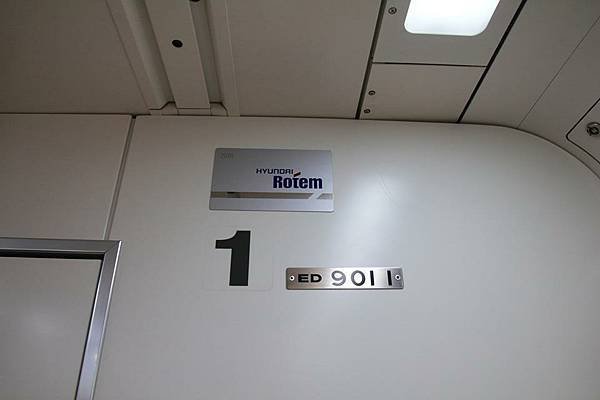 HYUNDAI
Rotem
1
ED 9011